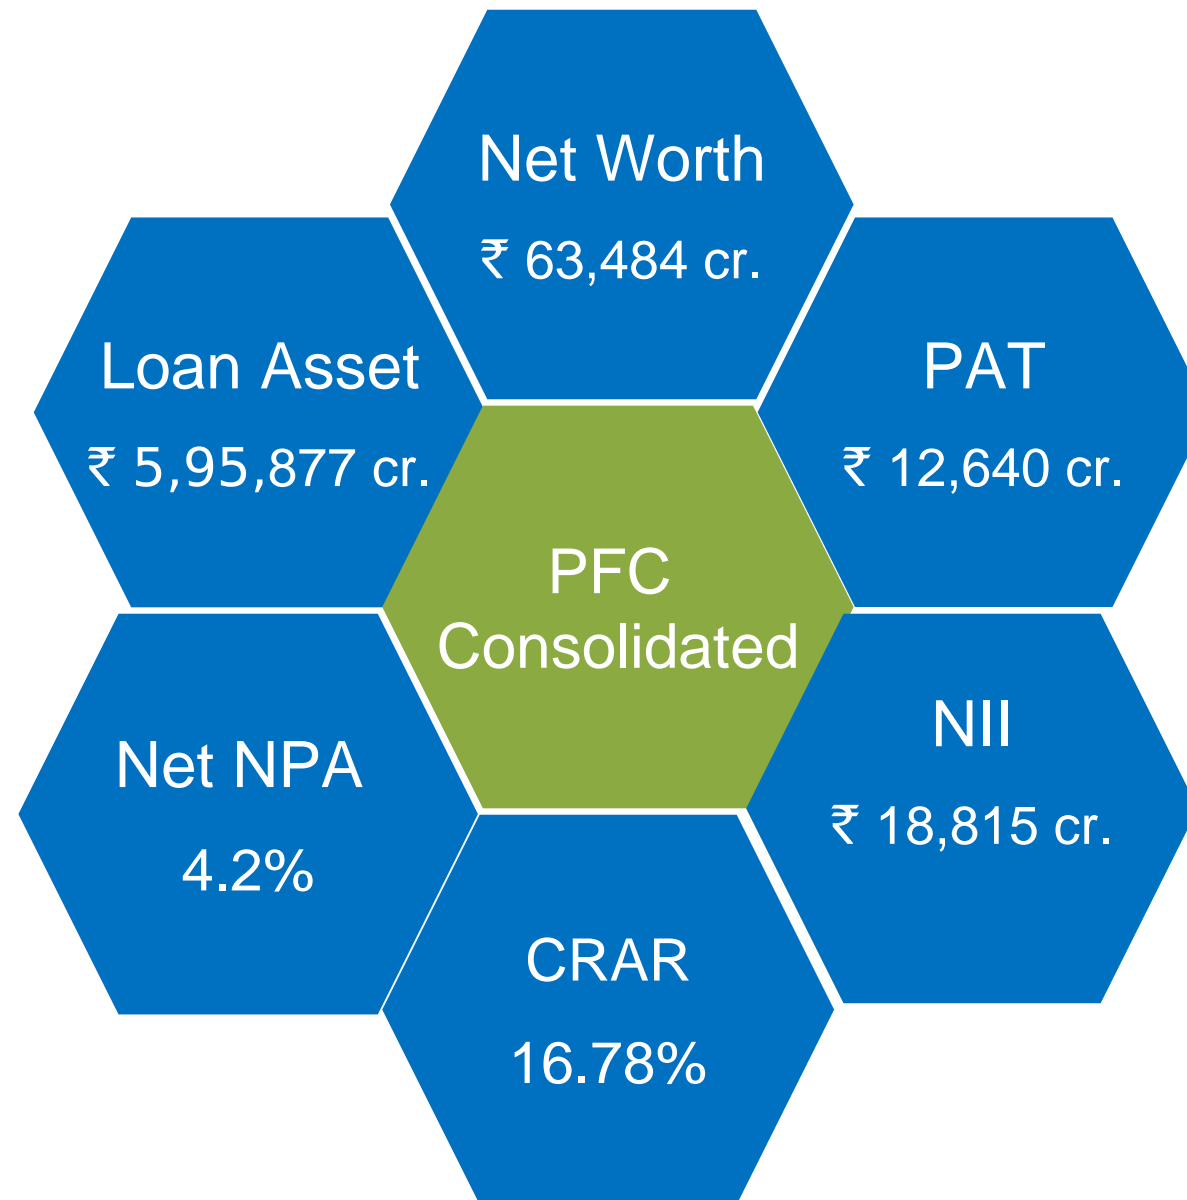 Net Worth
₹ 63,484 cr.
Loan Asset
₹ 5,95,877 cr.
PAT
₹ 12,640 cr.
PFC
Consolidated
Net NPA
4.2%
NII
₹ 18,815 cr.
CRAR
16.78%